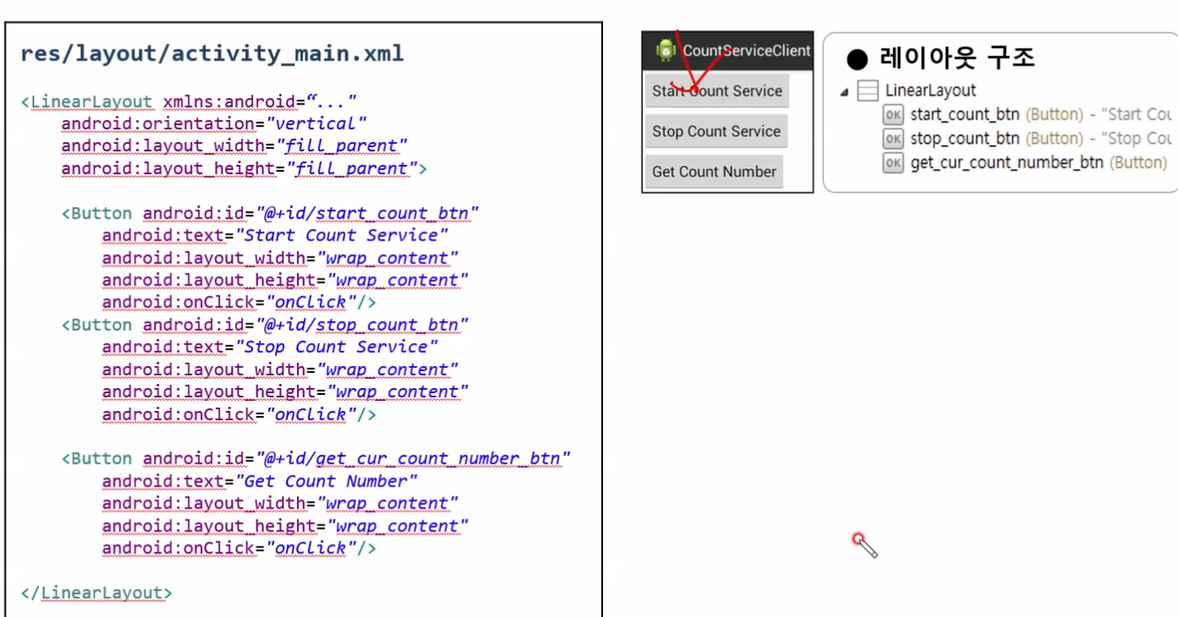 res/layout/activity_main.xml
<LinearLayout xmlns:android=“..."
android:orientation="vertical"
android:layout_width="fill_parent"
android:layout_height="fill_parent">
<Button android:id="@+id/start_count_btn"
android:text="Start Count Service"
android:layout_width="wrap_content"
android:layout_height="wrap_content"
android:onClick="onClick"/>
<Button android:id="@+id/stop_count_btn"
android:text="Stop Count Service"
android:layout_width="wrap_content"
android:layout_height="wrap_content"
android:onClick="onClick"/>
<Button android:id="@+id/get_cur_count_number_btn"
android:text="Get Count Number"
android:layout_width="wrap_content"
android:layout_height="wrap_content"
android:onClick="onClick"/>
</LinearLayout>
CountServiceClient
Start Count Service
Stop Count Service
Get Count Number
● 레이아웃 구조
LinearLayout
OK start_count_btn (Button) - "Start Cou
OK stop_count_btn (Button) - "Stop Cou
OK get_cur_count_number_btn (Button)